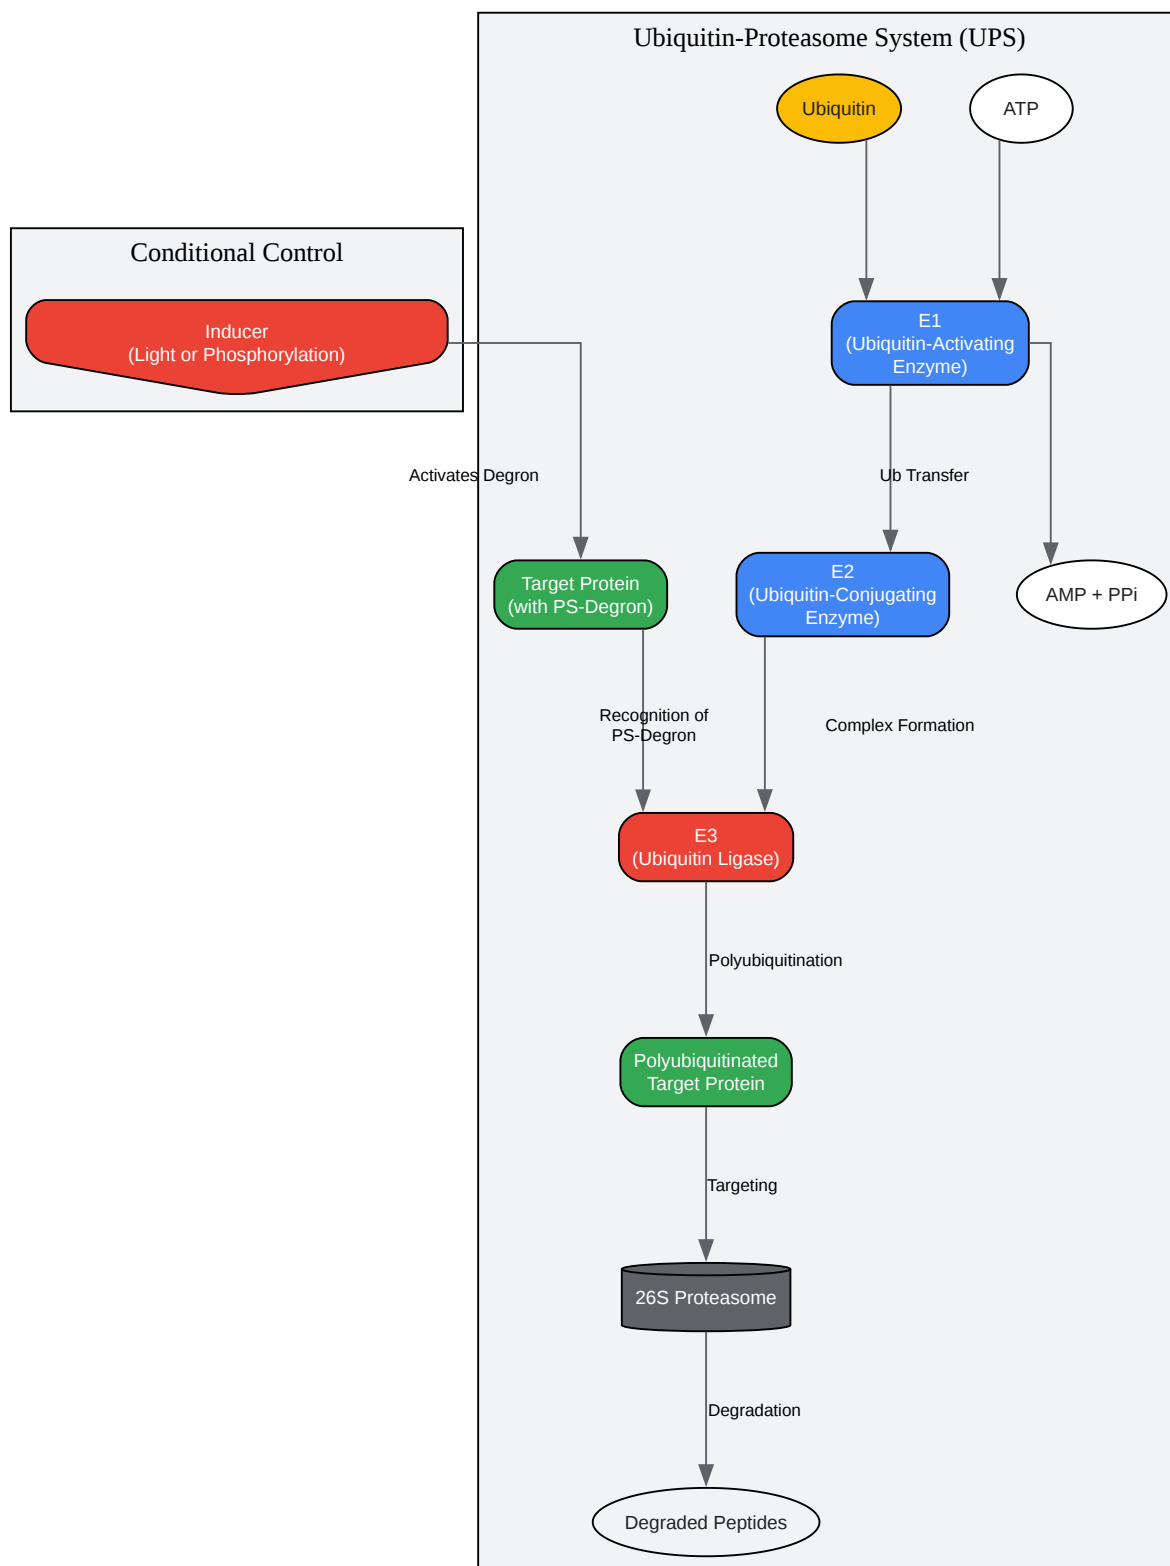 Ubiquitin-Proteasome System (UPS)
Ubiquitin
ATP
Conditional Control
Inducer
(Light or Phosphorylation)
E1
(Ubiquitin-Activating
Enzyme)
Activates Degron
Ub Transfer
Target Protein
(with PS-Degron)
E2
(Ubiquitin-Conjugating
Enzyme)
AMP + PPi
Recognition of
PS-Degron
Complex Formation
E3
(Ubiquitin Ligase)
Polyubiquitination
Polyubiquitinated
Target Protein
Targeting
26S Proteasome
Degradation
Degraded Peptides